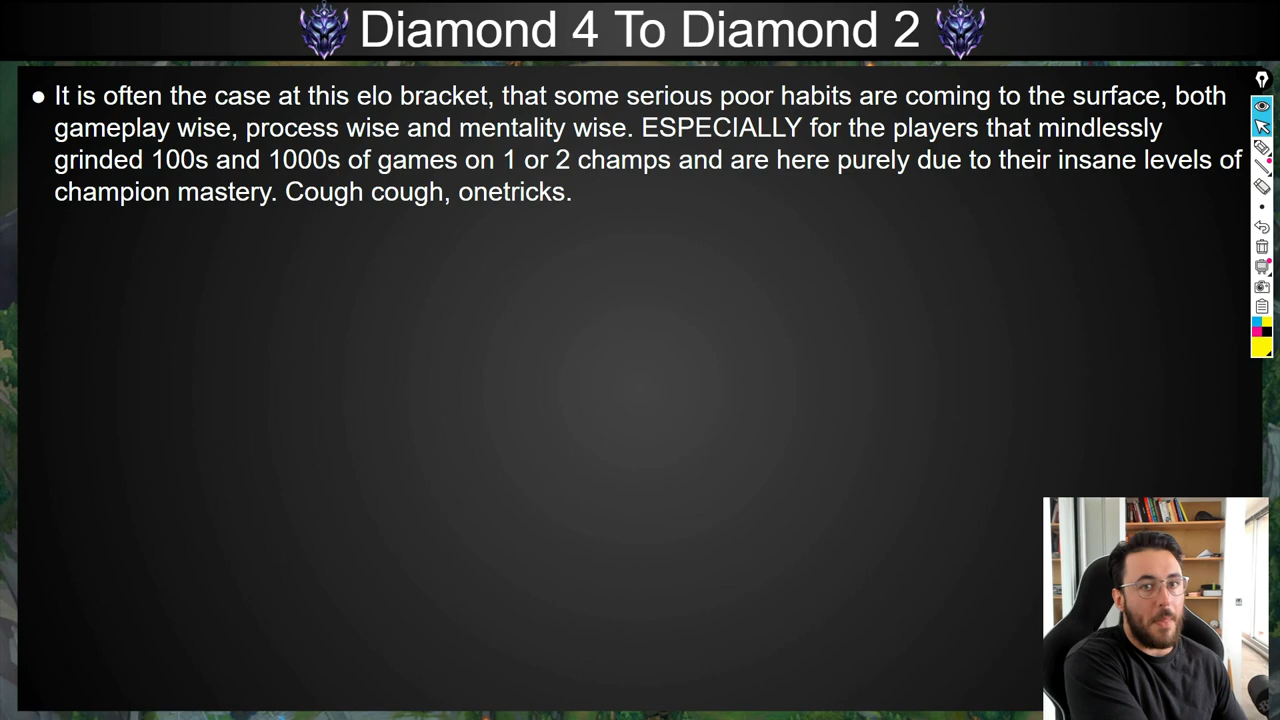 Diamond 4 To Diamond 2
● It is often the case at this elo bracket, that some serious poor habits are coming to the surface, both
gameplay wise, process wise and mentality wise. ESPECIALLY for the players that mindlessly
grinded 100s and 1000s of games on 1 or 2 champs and are here purely due to their insane levels of
champion mastery. Cough cough, onetricks.